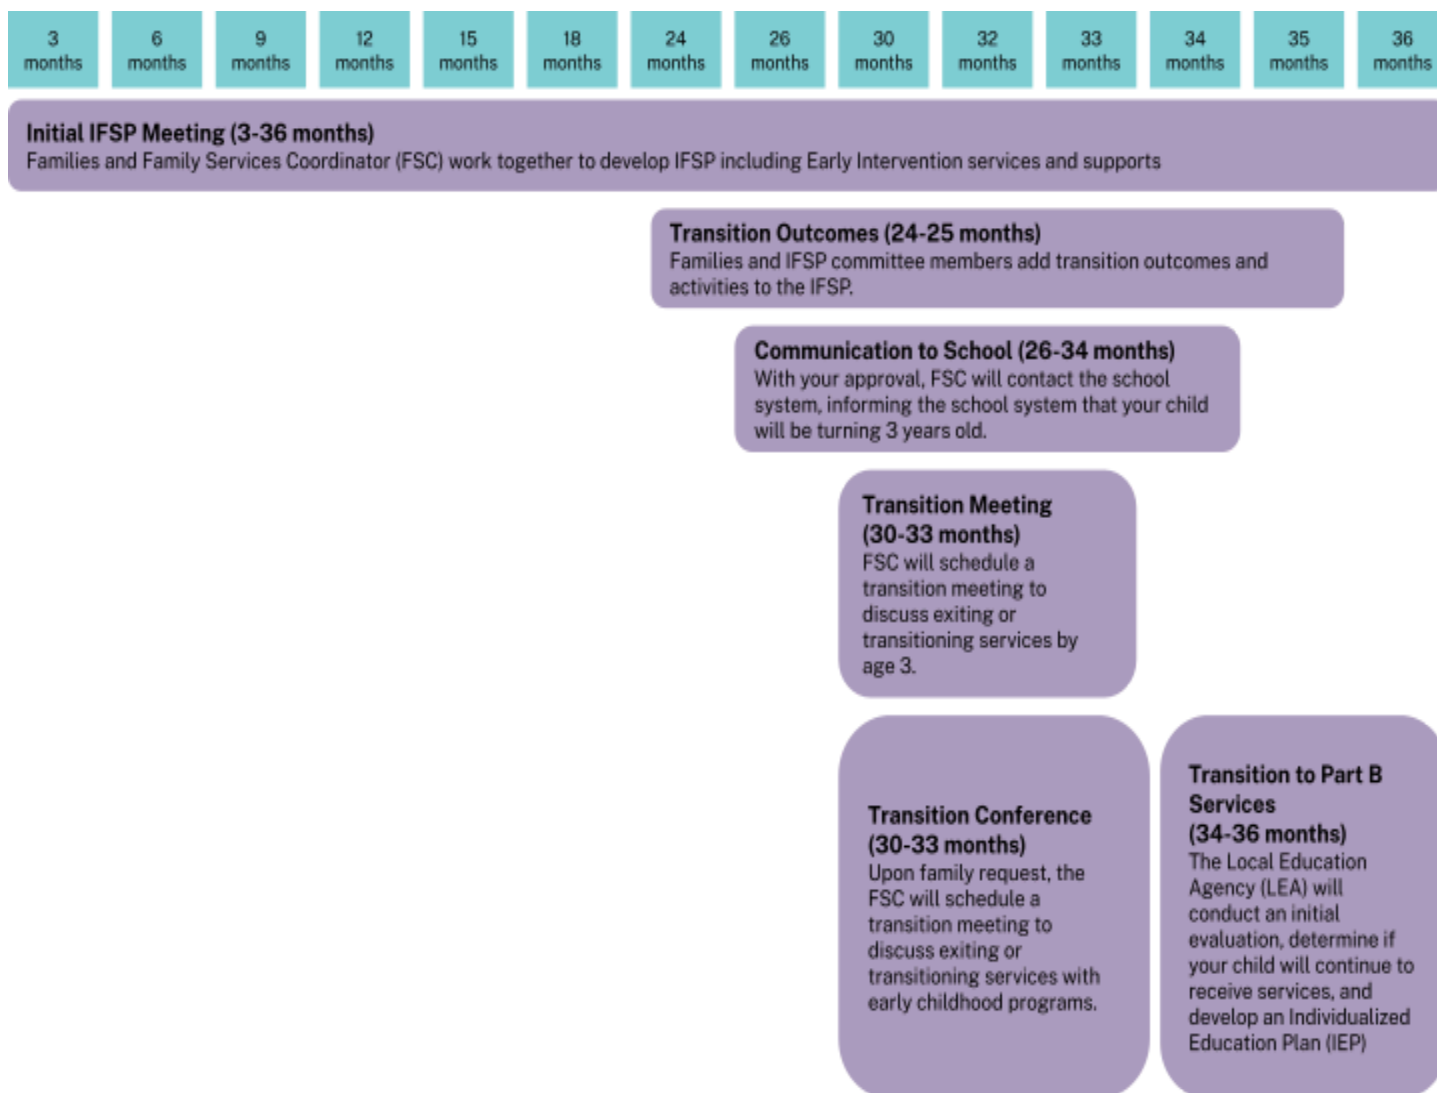 3 months
6 months
9 months
12 months
15 months
18 months
24 months
26 months
30 months
32 months
33 months
34 months
35 months
36 months
Initial IFSP Meeting (3-36 months)
Families and Family Services Coordinator (FSC) work together to develop IFSP including Early Intervention services and supports
Transition Outcomes (24-25 months)
Families and IFSP committee members add transition outcomes and
activities to the IFSP.
Communication to School (26-34 months)
With your approval, FSC will contact the school
system, informing the school system that your child
will be turning 3 years old.
Transition Meeting
(30-33 months)
FSC will schedule a
transition meeting to
discuss exiting or
transitioning services by
age 3.
Transition Conference
(30-33 months)
Upon family request, the
FSC will schedule a
transition meeting to
discuss exiting or
transitioning services with
early childhood programs.
Transition to Part B
Services
(34-36 months)
The Local Education
Agency (LEA) will
conduct an initial
evaluation, determine if
your child will continue to
receive services, and
develop an Individualized
Education Plan (IEP)